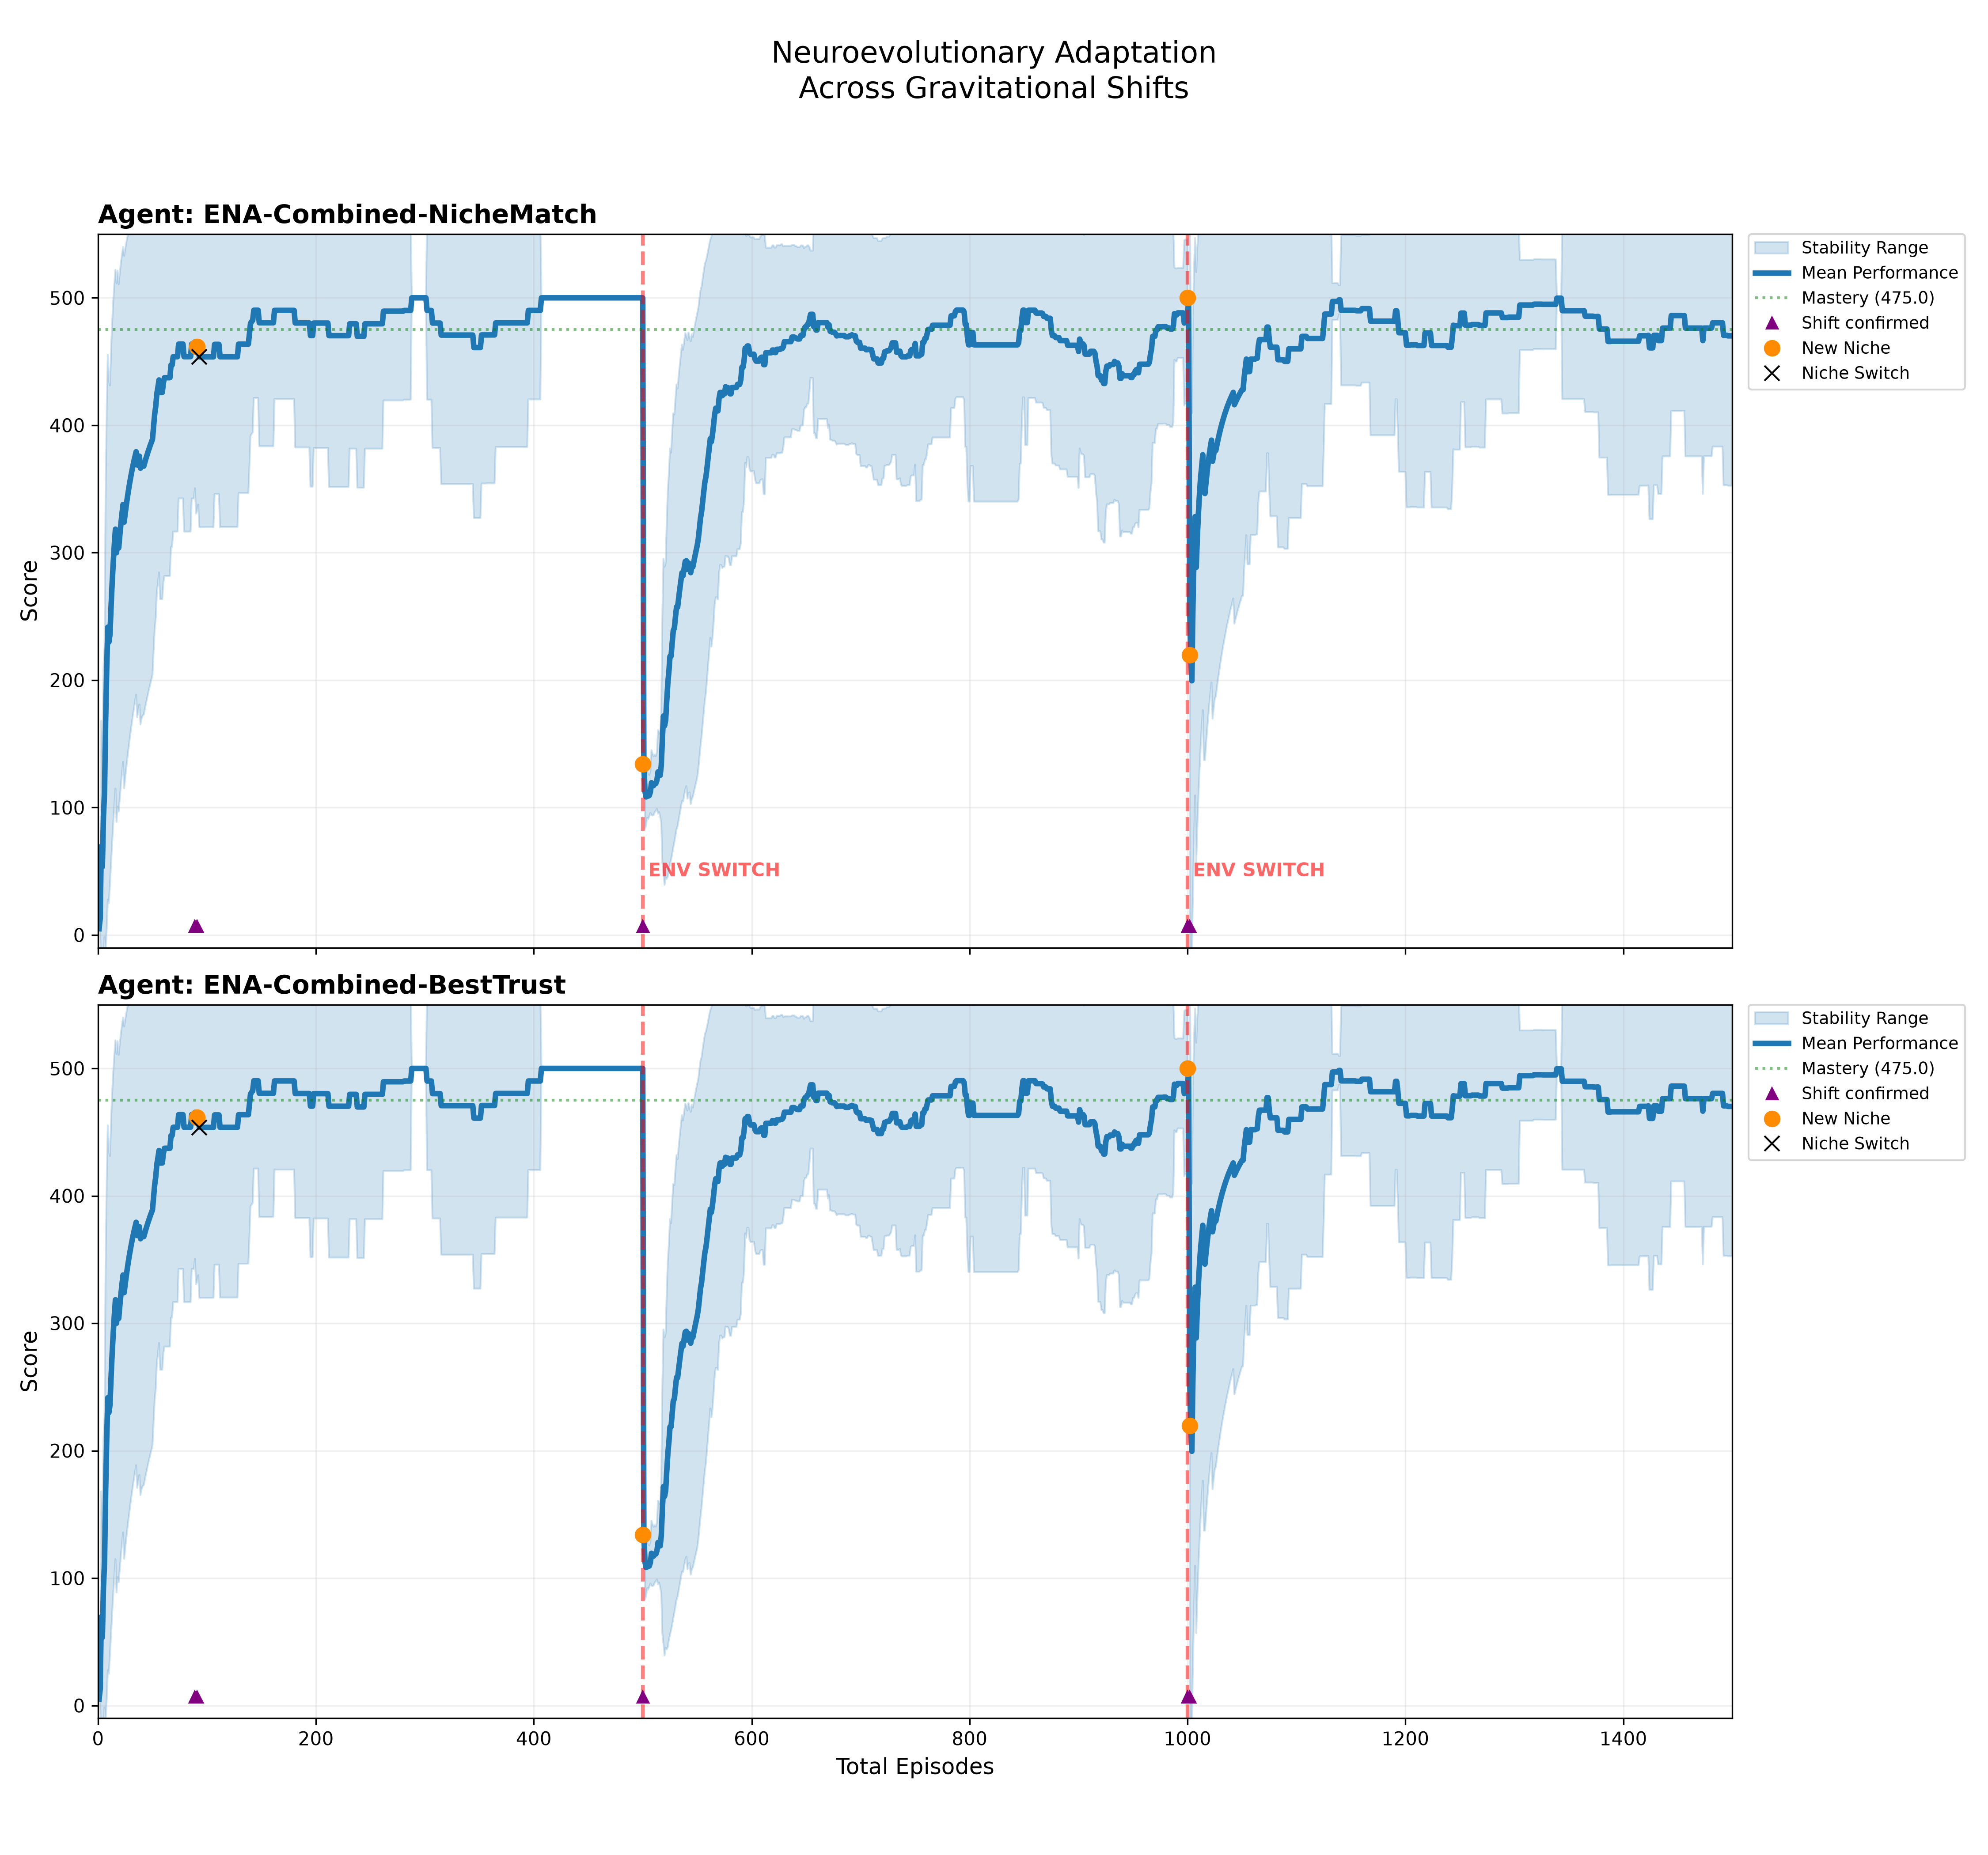 Neuroevolutionary Adaptation
Across Gravitational Shifts
Agent: ENA-Combined-NicheMatch
500
400
300
200
100
0
Score
ENV SWITCH
ENV SWITCH
Stability Range
Mean Performance
Mastery (475.0)
Shift confirmed
New Niche
Niche Switch
Agent: ENA-Combined-BestTrust
500
400
300
200
100
0
Score
0 200 400 600 800 1000 1200 1400
Total Episodes
Stability Range
Mean Performance
Mastery (475.0)
Shift confirmed
New Niche
Niche Switch